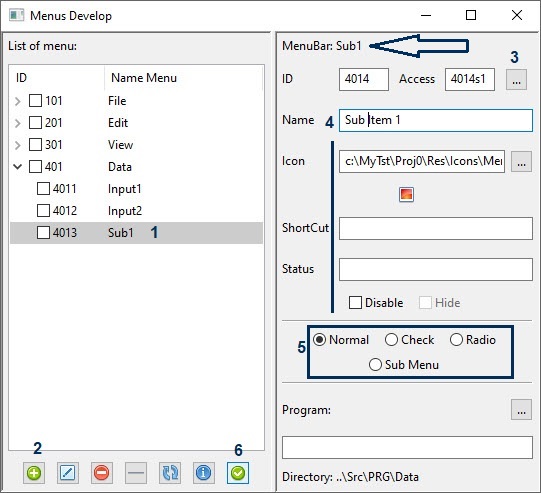 Menus Develop
List of menu:
ID Name Menu
101 File
201 Edit
301 View
401 Data
4011 Input1
4012 Input2
4013 Sub1 1
2 6
MenuBar: Sub1
3
ID 4014 Access 4014s1 ...
Name 4 Sub Item 1
Icon c:\MyTst\Proj0\Res\Icons\Mer ...
ShortCut
Status
Disable Hide
5 Normal Check Radio
Sub Menu
Program: ...
Directory: ..\Src\PRG\Data